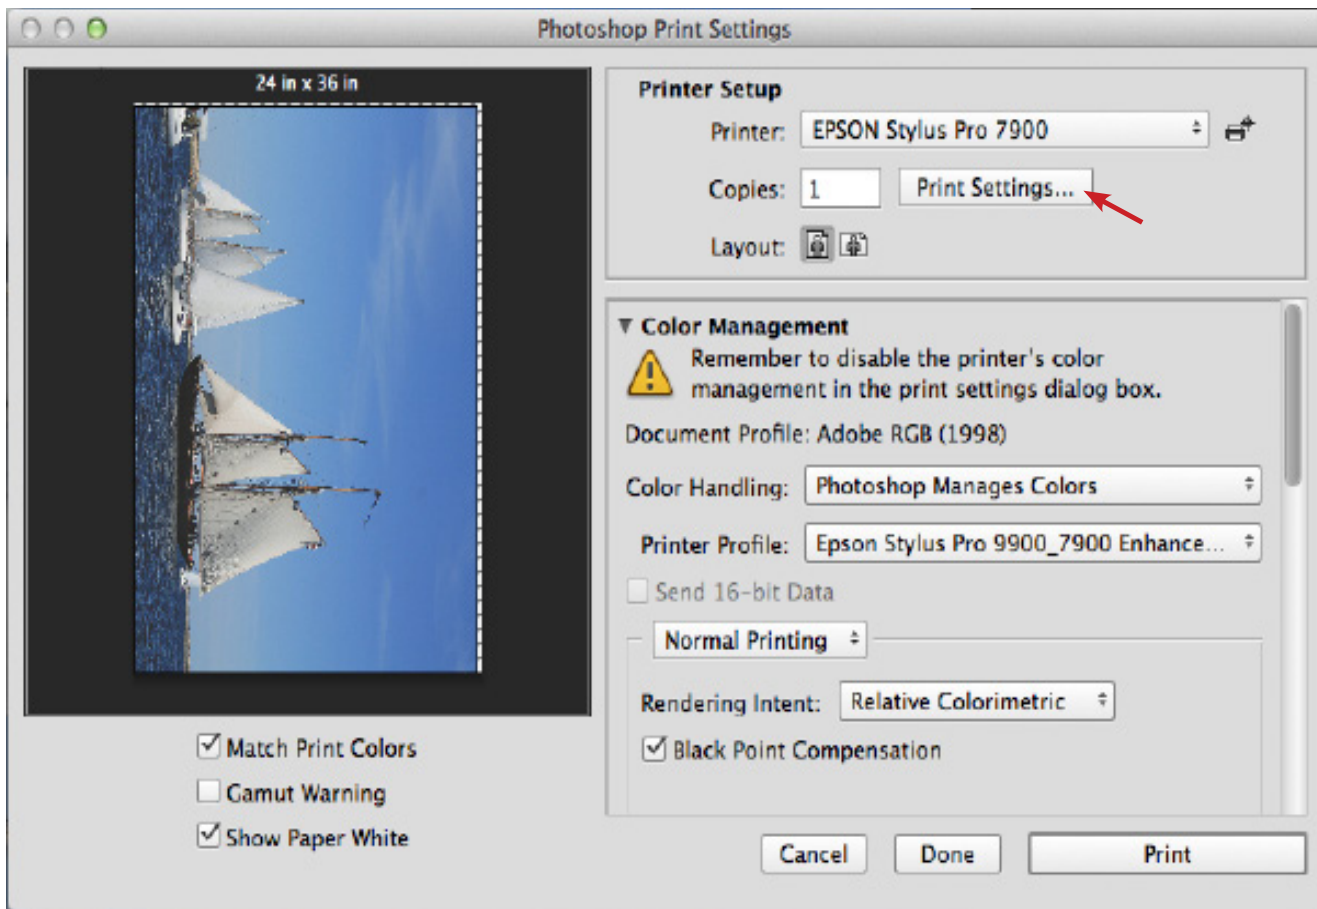 Photoshop Print Settings
24 in x 36 in
Printer Setup
Printer: EPSON Stylus Pro 7900
Copies: 1 Print Settings...
Layout:
Color Management
Remember to disable the printer's color
management in the print settings dialog box.
Document Profile: Adobe RGB (1998)
Color Handling: Photoshop Manages Colors
Printer Profile: Epson Stylus Pro 9900_7900 Enhance...
Send 16-bit Data
Normal Printing
Rendering Intent: Relative Colorimetric
Black Point Compensation
Match Print Colors
Gamut Warning
Show Paper White
Cancel Done Print